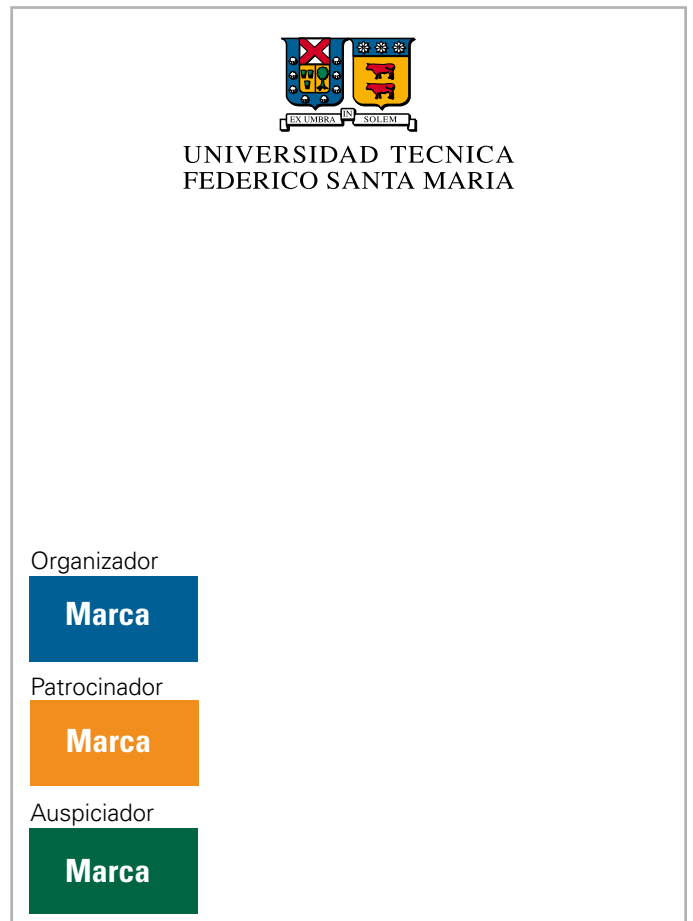 EX UMBRA IN SOLEM
UNIVERSIDAD TECNICA
FEDERICO SANTA MARIA
Organizador
Marca
Patrocinador
Marca
Auspiciador
Marca